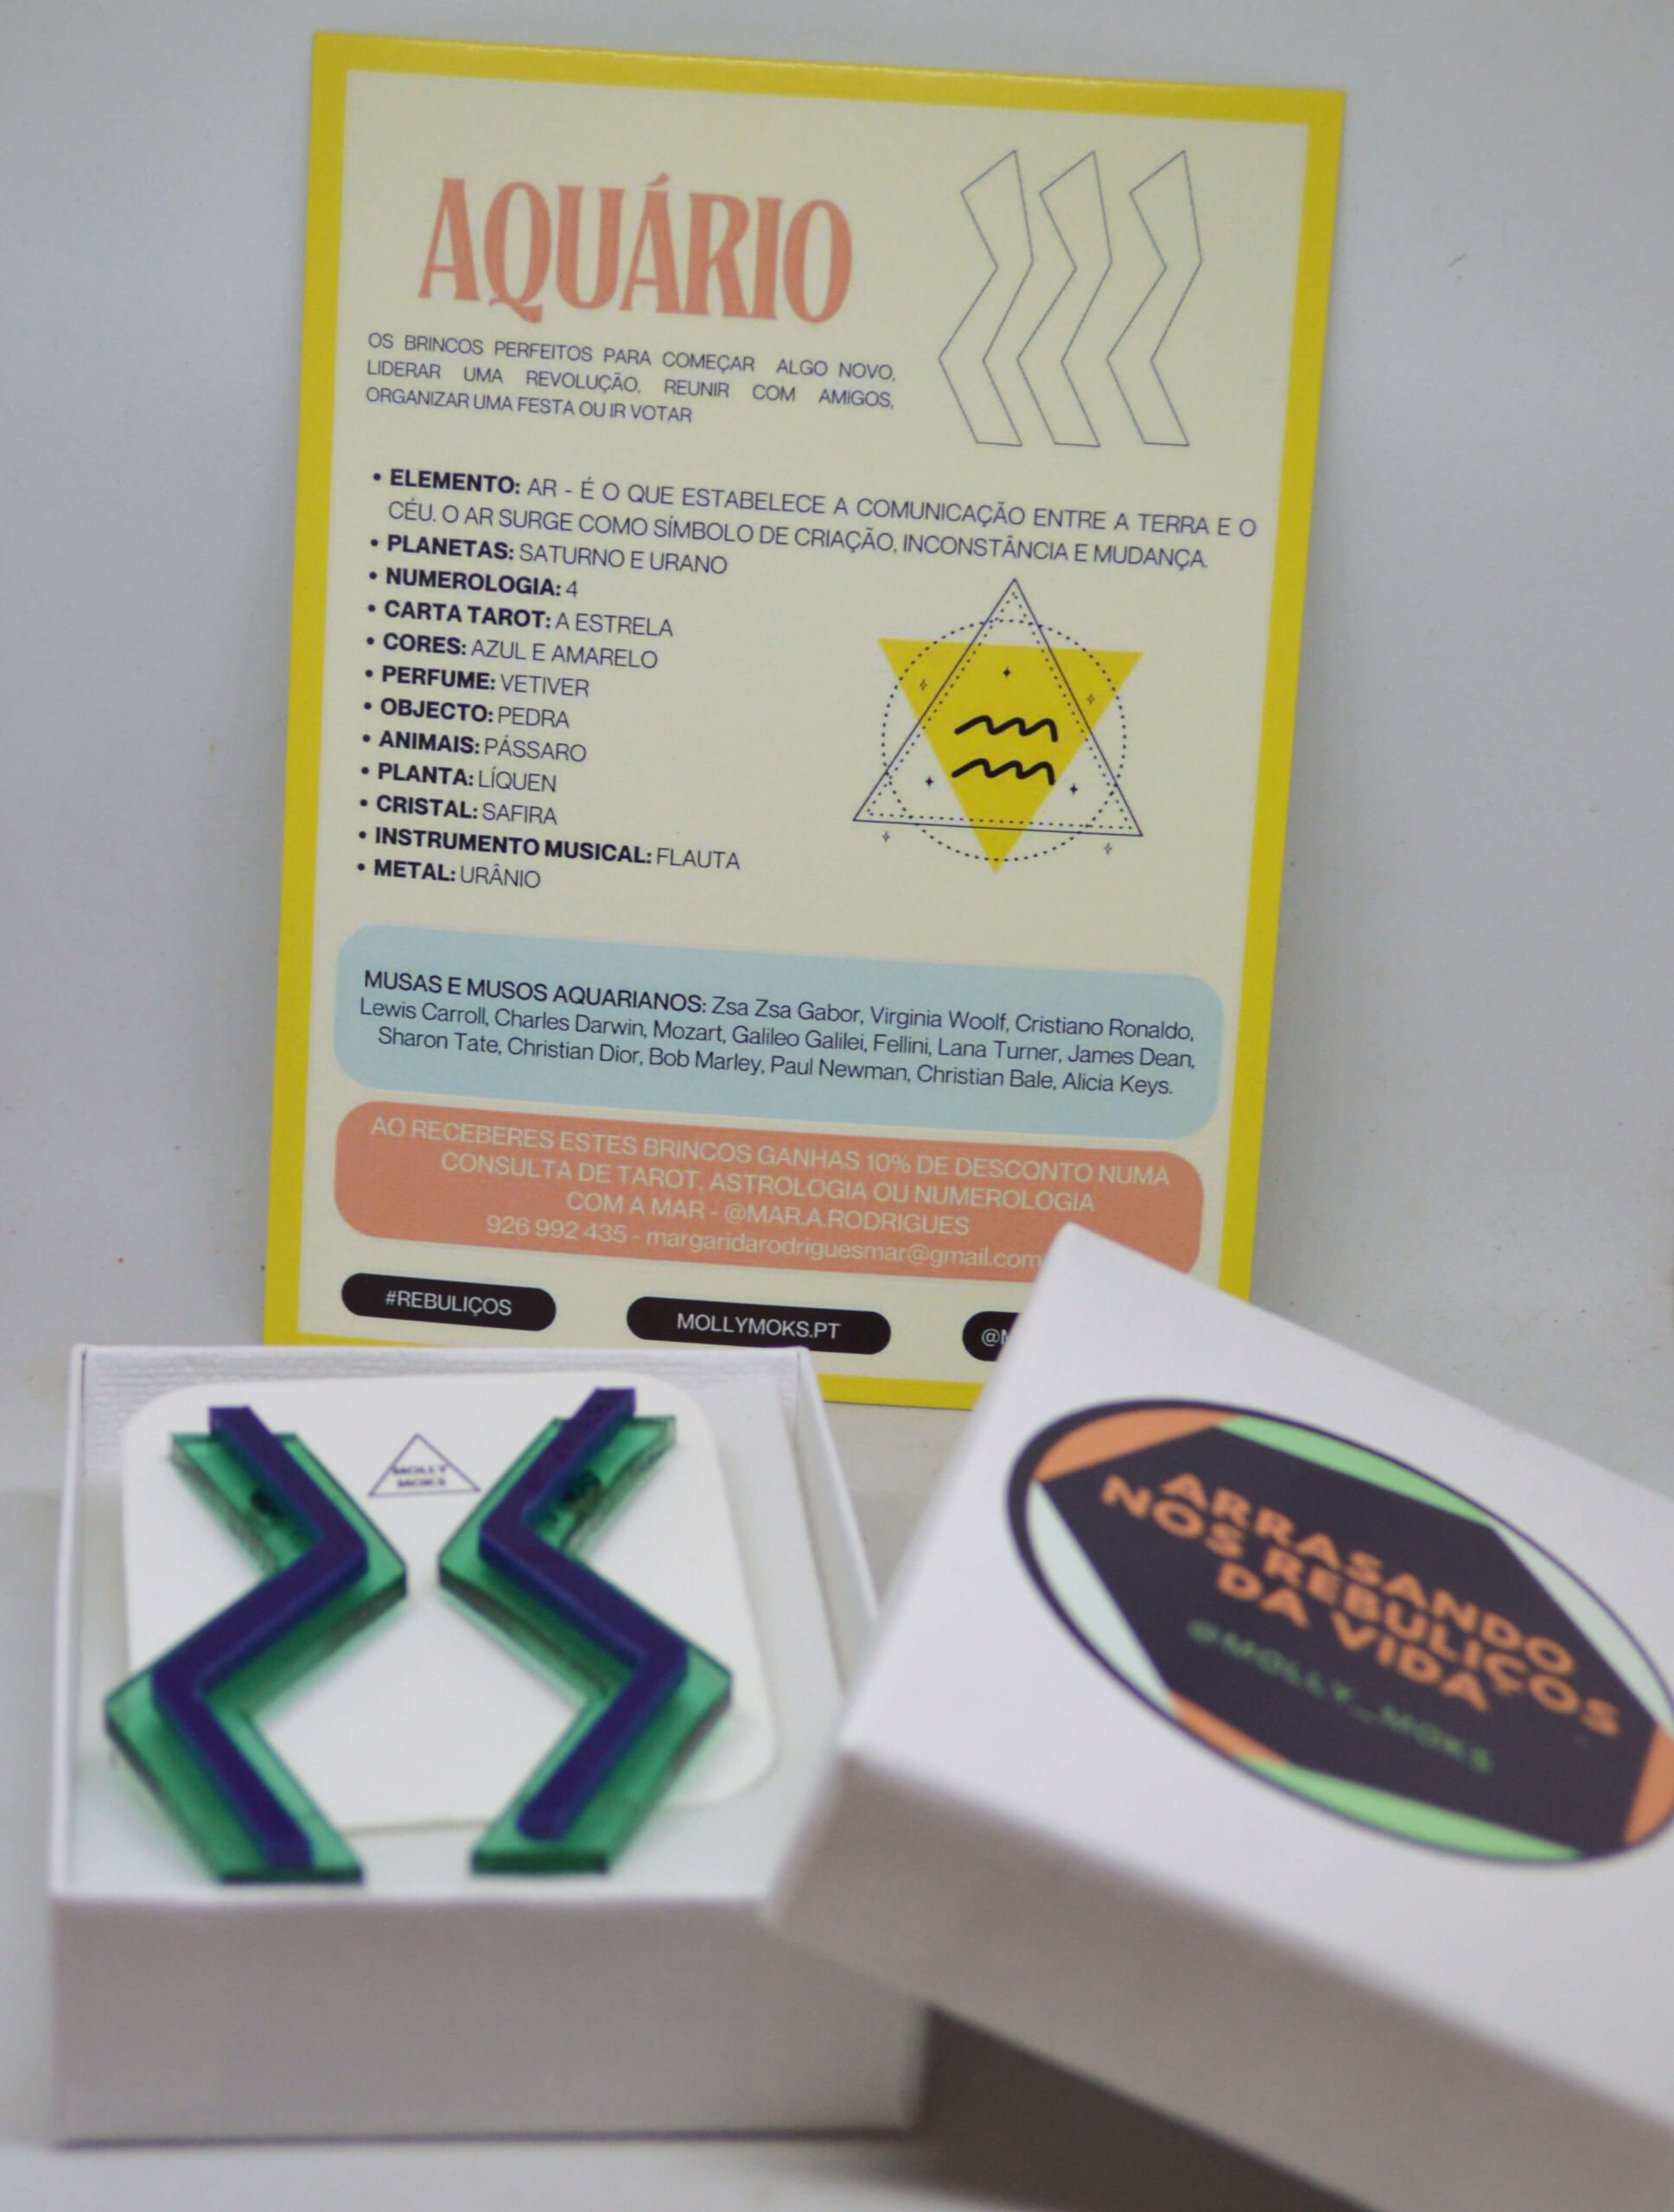 AQUÁRIO
OS BRINCOS PERFEITOS PARA COMEÇAR ALGO NOVO,
LIDERAR UMA REVOLUÇÃO, REUNIR COM AMIGOS,
ORGANIZAR UMA FESTA OU IR VOTAR
• ELEMENTO: AR - É O QUE ESTABELECE A COMUNICAÇÃO ENTRE A TERRA E O
CÉU. O AR SURGE COMO SÍMBOLO DE CRIAÇÃO, INCONSTÂNCIA E MUDANÇA.
• PLANETAS: SATURNO E URANO
• NUMEROLOGIA: 4
• CARTA TAROT: A ESTRELA
• CORES: AZUL E AMARELO
• PERFUME: VETIVER
• OBJECTO: PEDRA
• ANIMAIS: PÁSSARO
• PLANTA: LÍQUEN
• CRISTAL: SAFIRA
• INSTRUMENTO MUSICAL: FLAUTA
• METAL: URÂNIO
MUSAS E MUSOS AQUARIANOS: Zsa Zsa Gabor, Virginia Woolf, Cristiano Ronaldo,
Lewis Carroll, Charles Darwin, Mozart, Galileo Galilei, Fellini, Lana Turner, James Dean,
Sharon Tate, Christian Dior, Bob Marley, Paul Newman, Christian Bale, Alicia Keys.
AO RECEBERES ESTES BRINCOS GANHAS 10% DE DESCONTO NUMA
CONSULTA DE TAROT, ASTROLOGIA OU NUMEROLOGIA
COM A MAR - @MAR.A.RODRIGUES
926 992 435 - margaridarodriguesmar@gmail.com
#REBULIÇOS
MOLLYMOKS.PT
MOLLY
MOKS
ARRASANDO
NOS REBULIÇOS
DA VIDA
@MOLLY_MOKS